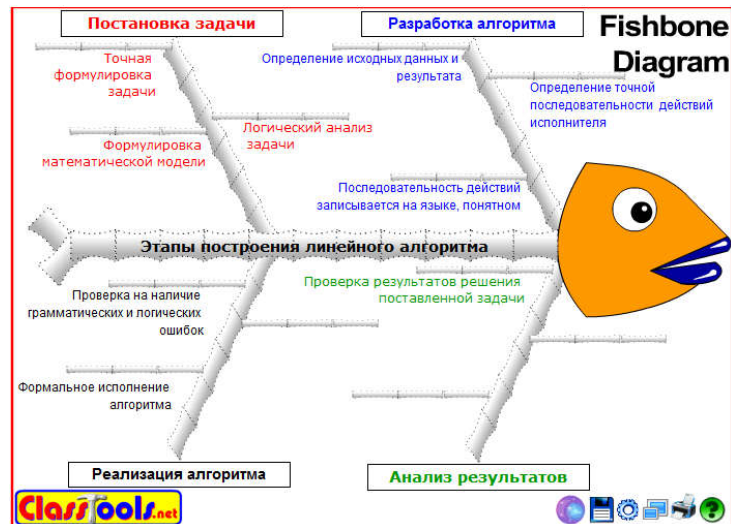 Fishbone
Diagram
Постановка задачи
Точная
формулировка
задачи
Логический анализ
задачи
Формулировка
математической модели
Разработка алгоритма
Определение исходных данных и
результата
Определение точной
последовательности действий
исполнителя
Последовательность действий
записывается на языке, понятном
Этапы построения линейного алгоритма
Проверка на наличие
грамматических и логических
ошибок
Формальное исполнение
алгоритма
Реализация алгоритма
Проверка результатов решения
поставленной задачи
Анализ результатов
ClassTools.net
?